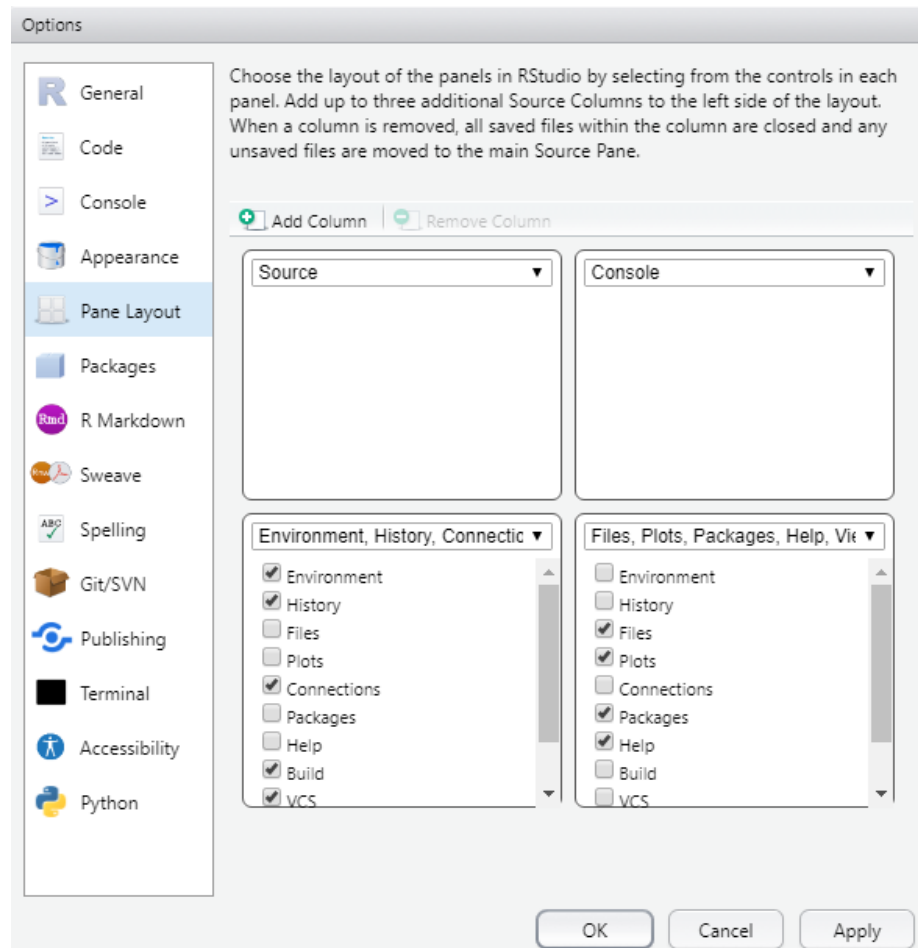 Options
General
Code
Console
Appearance
Pane Layout
Packages
Rmd R Markdown
Sweave
ABC Spelling
Git/SVN
Publishing
Terminal
Accessibility
Python
Choose the layout of the panels in RStudio by selecting from the controls in each
panel. Add up to three additional Source Columns to the left side of the layout.
When a column is removed, all saved files within the column are closed and any
unsaved files are moved to the main Source Pane.
Add Column Remove Column
Source
Console
Environment, History, Connectic
Environment
History
Files
Plots
Connections
Packages
Help
Build
VCS
Files, Plots, Packages, Help, Vie
Environment
History
Files
Plots
Connections
Packages
Help
Build
VCS
OK Cancel Apply